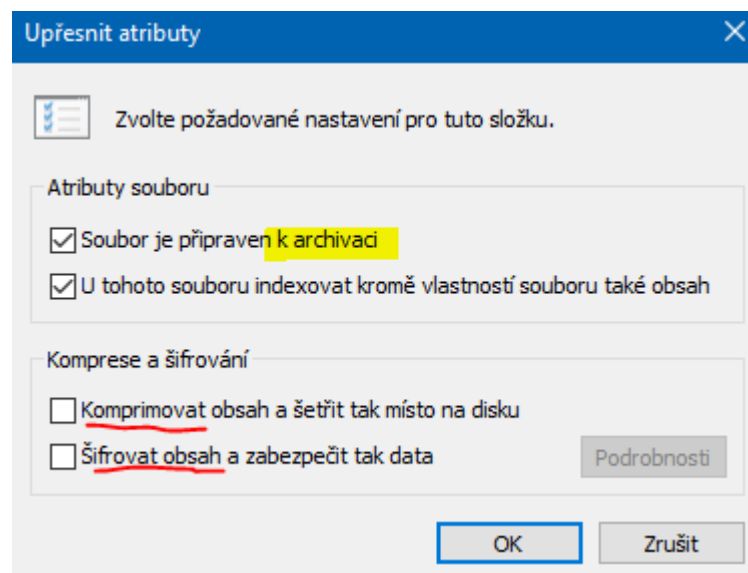 Upřesnit atributy
Zvolte požadované nastavení pro tuto složku.
Atributy souboru
Soubor je připraven k archivaci
U tohoto souboru indexovat kromě vlastností souboru také obsah
Komprese a šifrování
Komprimovat obsah a šetřit tak místo na disku
Šifrovat obsah a zabezpečit tak data
Podrobnosti
OK
Zrušit